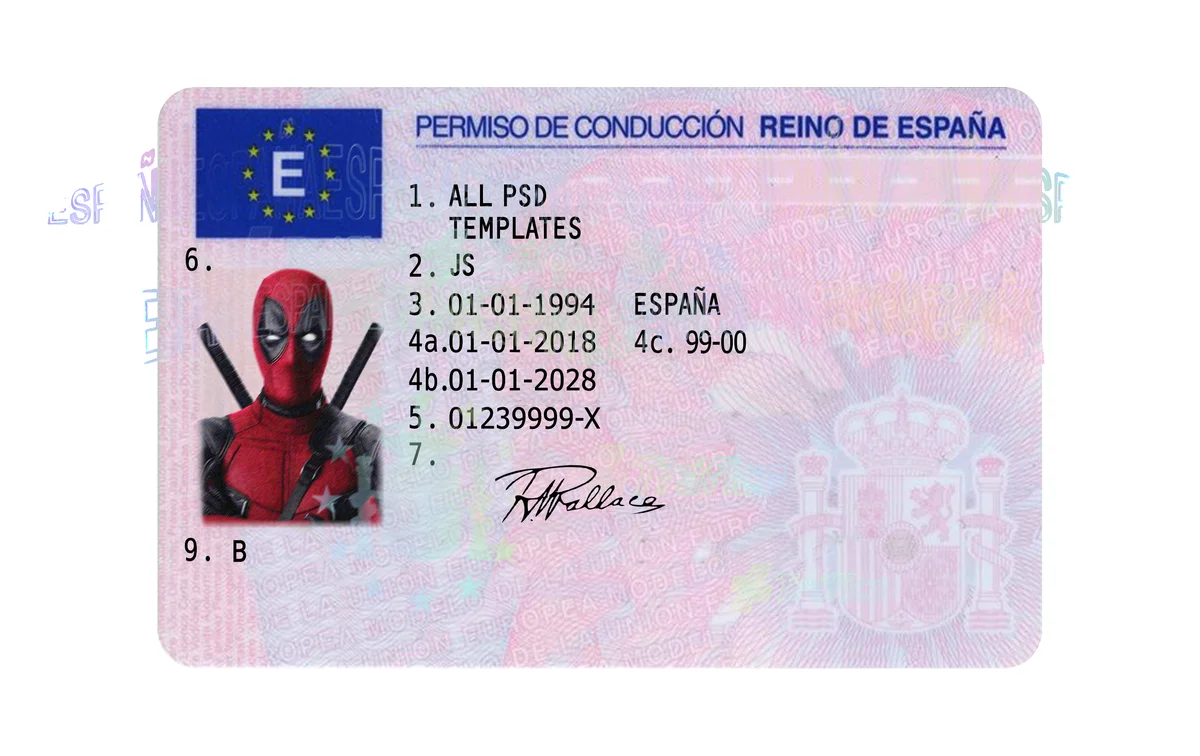 E
PERMISO DE CONDUCCIÓN REINO DE ESPAÑA
1. ALL PSD
TEMPLATES
2. JS
3. 01-01-1994 ESPAÑA
4a.01-01-2018 4c. 99-00
4b.01-01-2028
5. 01239999-X
6.
7.
9. B